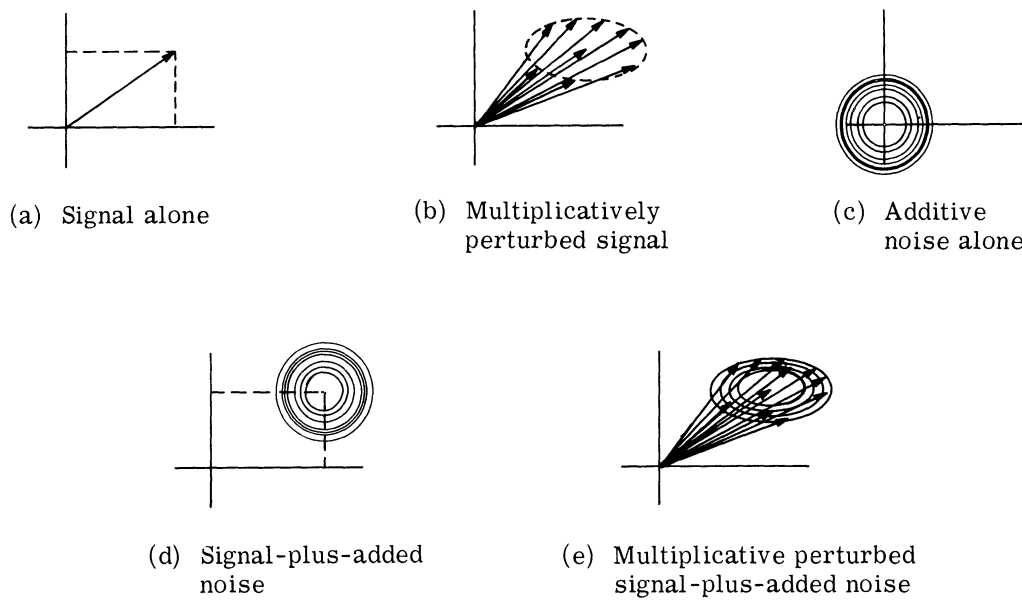 (a) Signal alone
(b) Multiplicatively
perturbed signal
(c) Additive
noise alone
(d) Signal-plus-added
noise
(e) Multiplicative perturbed
signal-plus-added noise